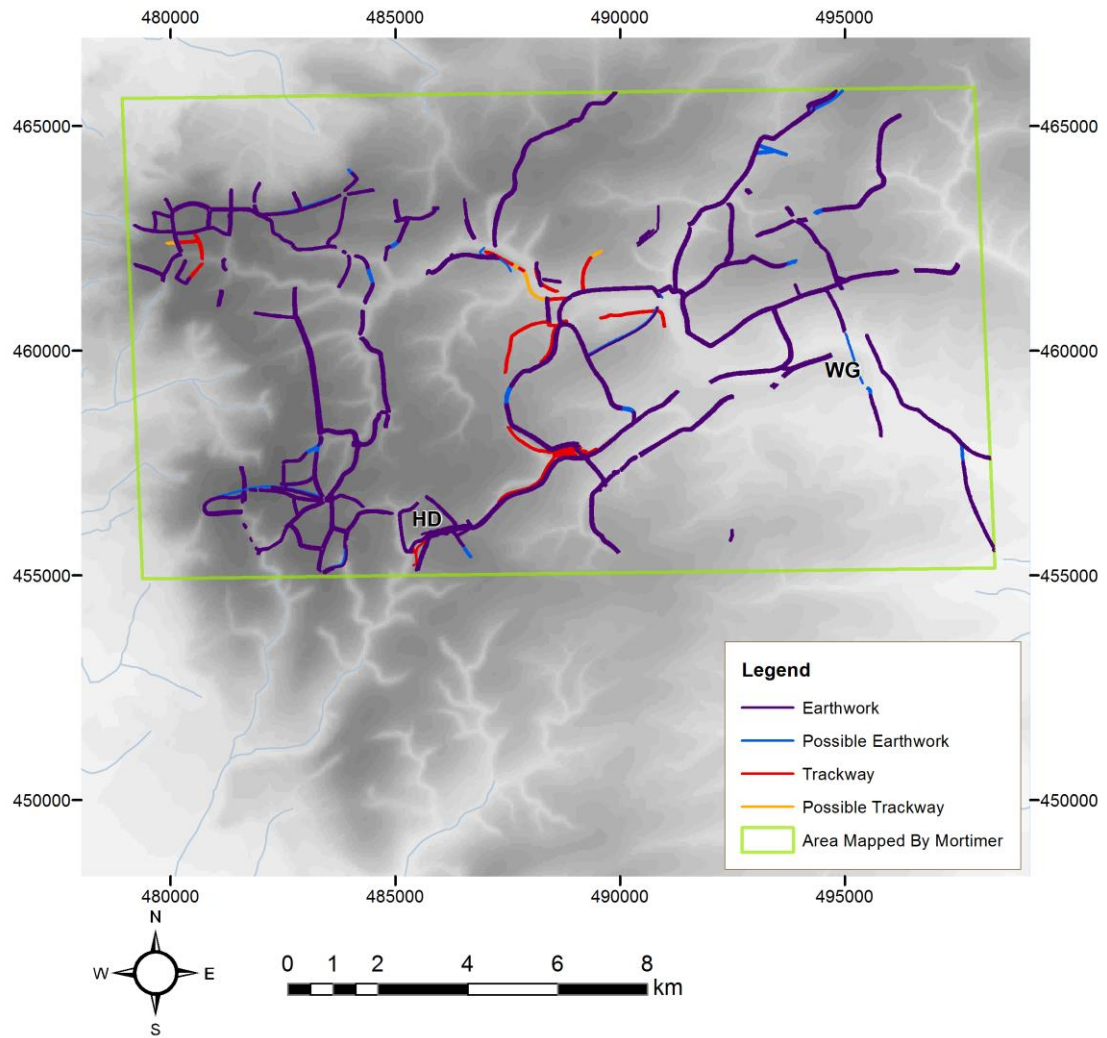 480000 485000 490000 495000
465000 465000
460000 460000
WG
HD
455000 455000
Legend
Earthwork
Possible Earthwork
Trackway
Possible Trackway
Area Mapped By Mortimer
450000 450000
480000 485000 490000 495000
N
W E
S
0 1 2 4 6 8
km